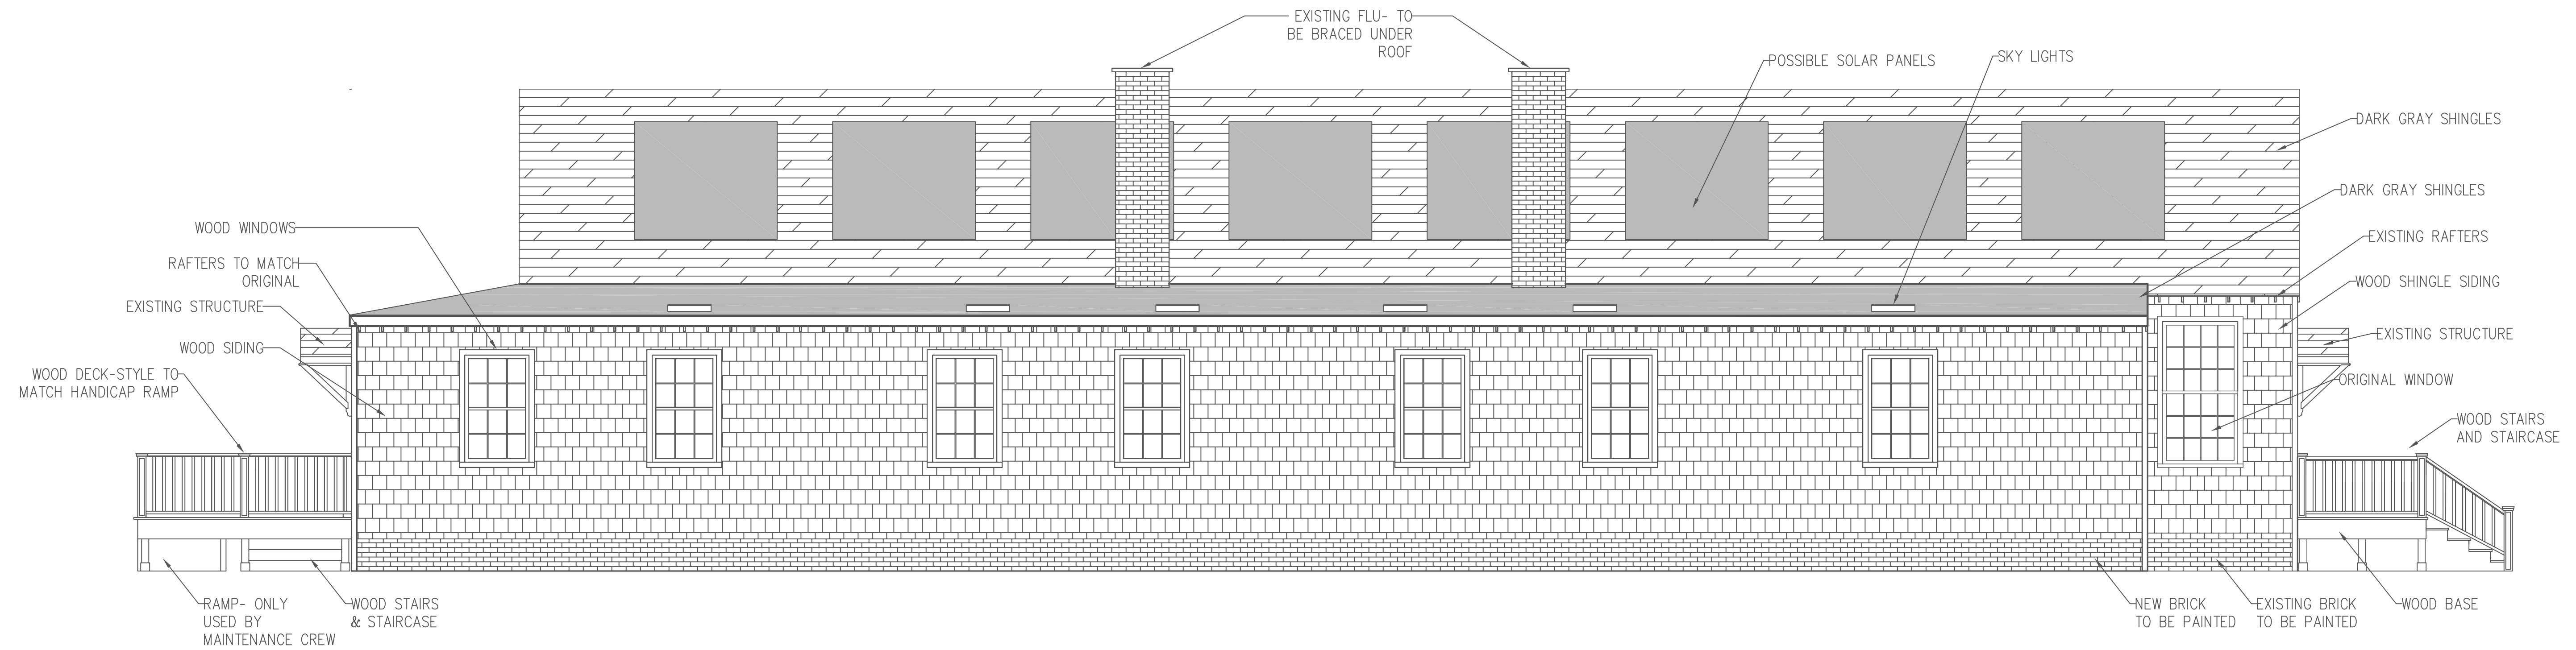 EXISTING FLU- TO
BE BRACED UNDER
ROOF
POSSIBLE SOLAR PANELS
SKY LIGHTS
DARK GRAY SHINGLES
DARK GRAY SHINGLES
WOOD WINDOWS
EXISTING RAFTERS
RAFTERS TO MATCH
ORIGINAL
WOOD SHINGLE SIDING
EXISTING STRUCTURE
EXISTING STRUCTURE
WOOD SIDING
WOOD DECK-STYLE TO
MATCH HANDICAP RAMP
ORIGINAL WINDOW
WOOD STAIRS
AND STAIRCASE
RAMP- ONLY
USED BY
MAINTENANCE CREW
WOOD STAIRS
& STAIRCASE
NEW BRICK
TO BE PAINTED
EXISTING BRICK
TO BE PAINTED
WOOD BASE